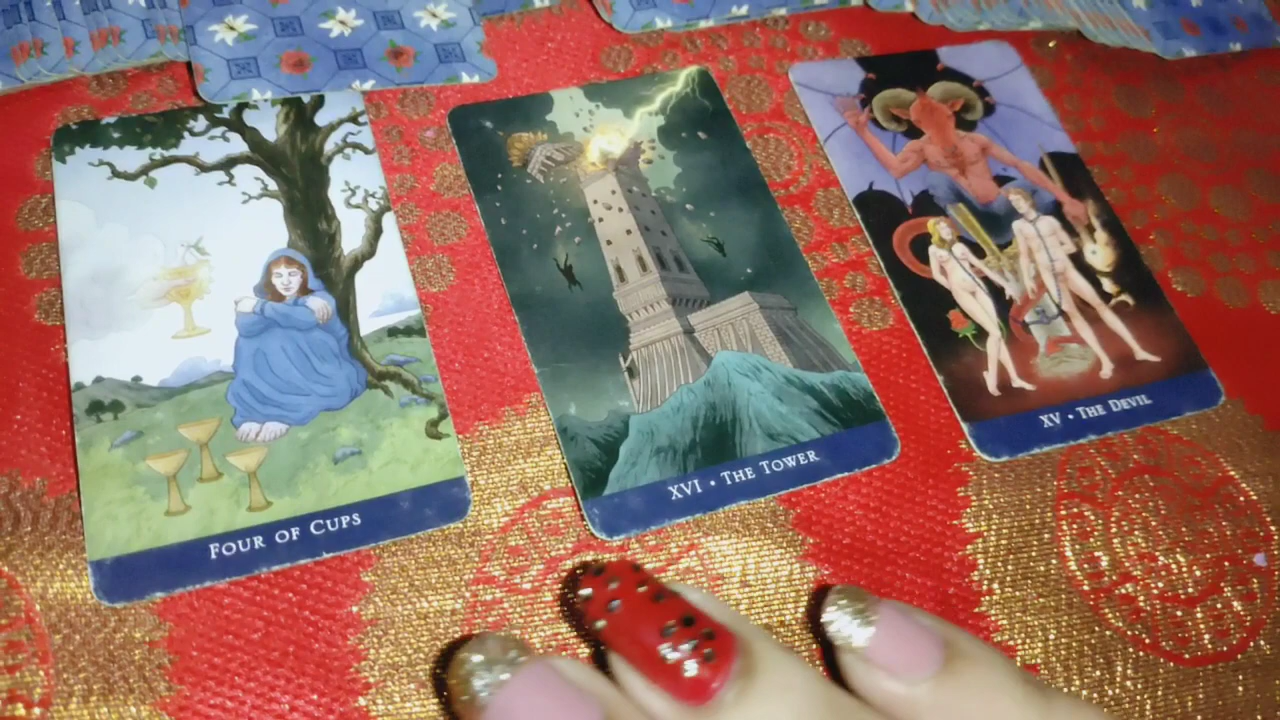 FOUR OF CUPS
XVI • THE TOWER
XV • THE DEVIL